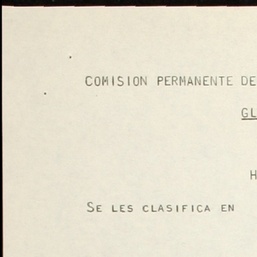 COMISION PERMANENTE DE
GL
H
SE LES CLASIFICA EN